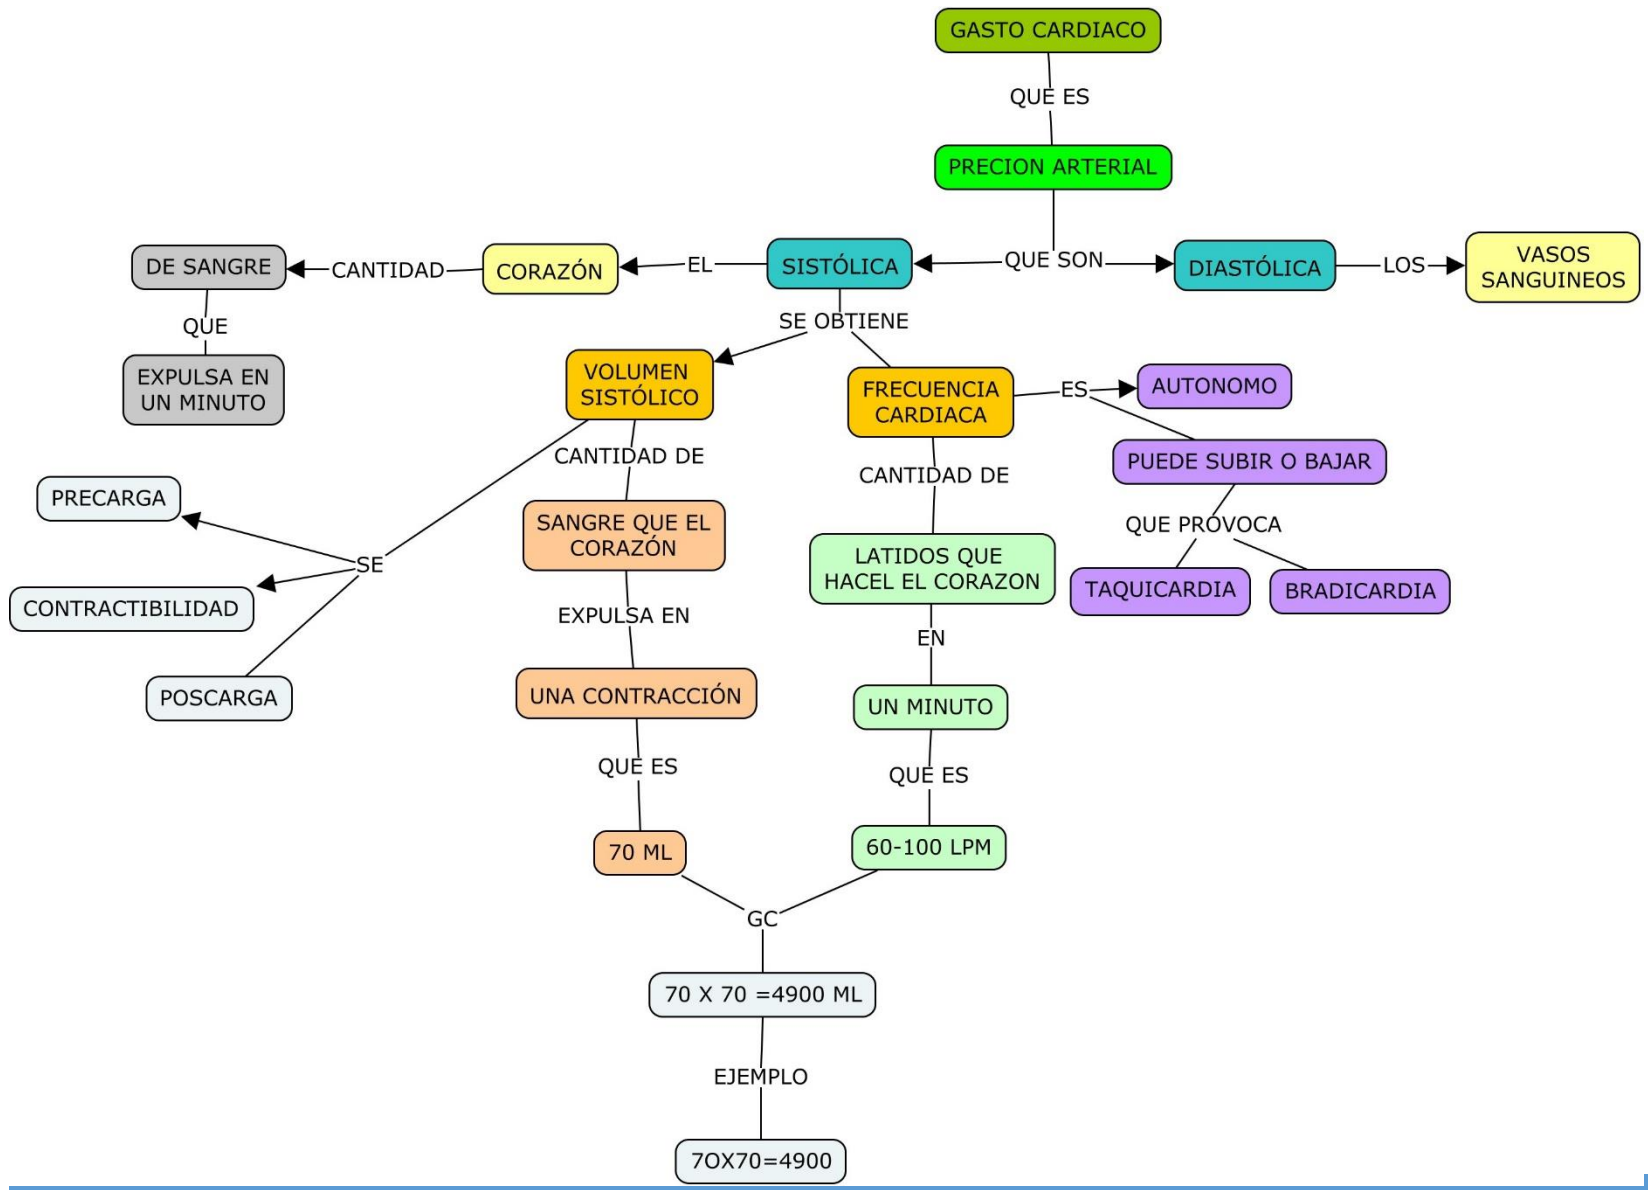 GASTO CARDIACO
QUE ES
PRECION ARTERIAL
QUE SON
SISTÓLICA
DIASTÓLICA
LOS
VASOS
SANGUINEOS
EL
CORAZÓN
CANTIDAD
DE SANGRE
QUE
EXPULSA EN
UN MINUTO
SE OBTIENE
VOLUMEN
SISTÓLICO
FRECUENCIA
CARDIACA
ES
AUTONOMO
PUEDE SUBIR O BAJAR
QUE PROVOCA
TAQUICARDIA
BRADICARDIA
SE
PRECARGA
CONTRACTIBILIDAD
POSCARGA
CANTIDAD DE
SANGRE QUE EL
CORAZÓN
EXPULSA EN
UNA CONTRACCIÓN
QUE ES
70 ML
CANTIDAD DE
LATIDOS QUE
HACEL EL CORAZON
EN
UN MINUTO
QUE ES
60-100 LPM
GC
70 X 70 =4900 ML
EJEMPLO
7OX70=4900